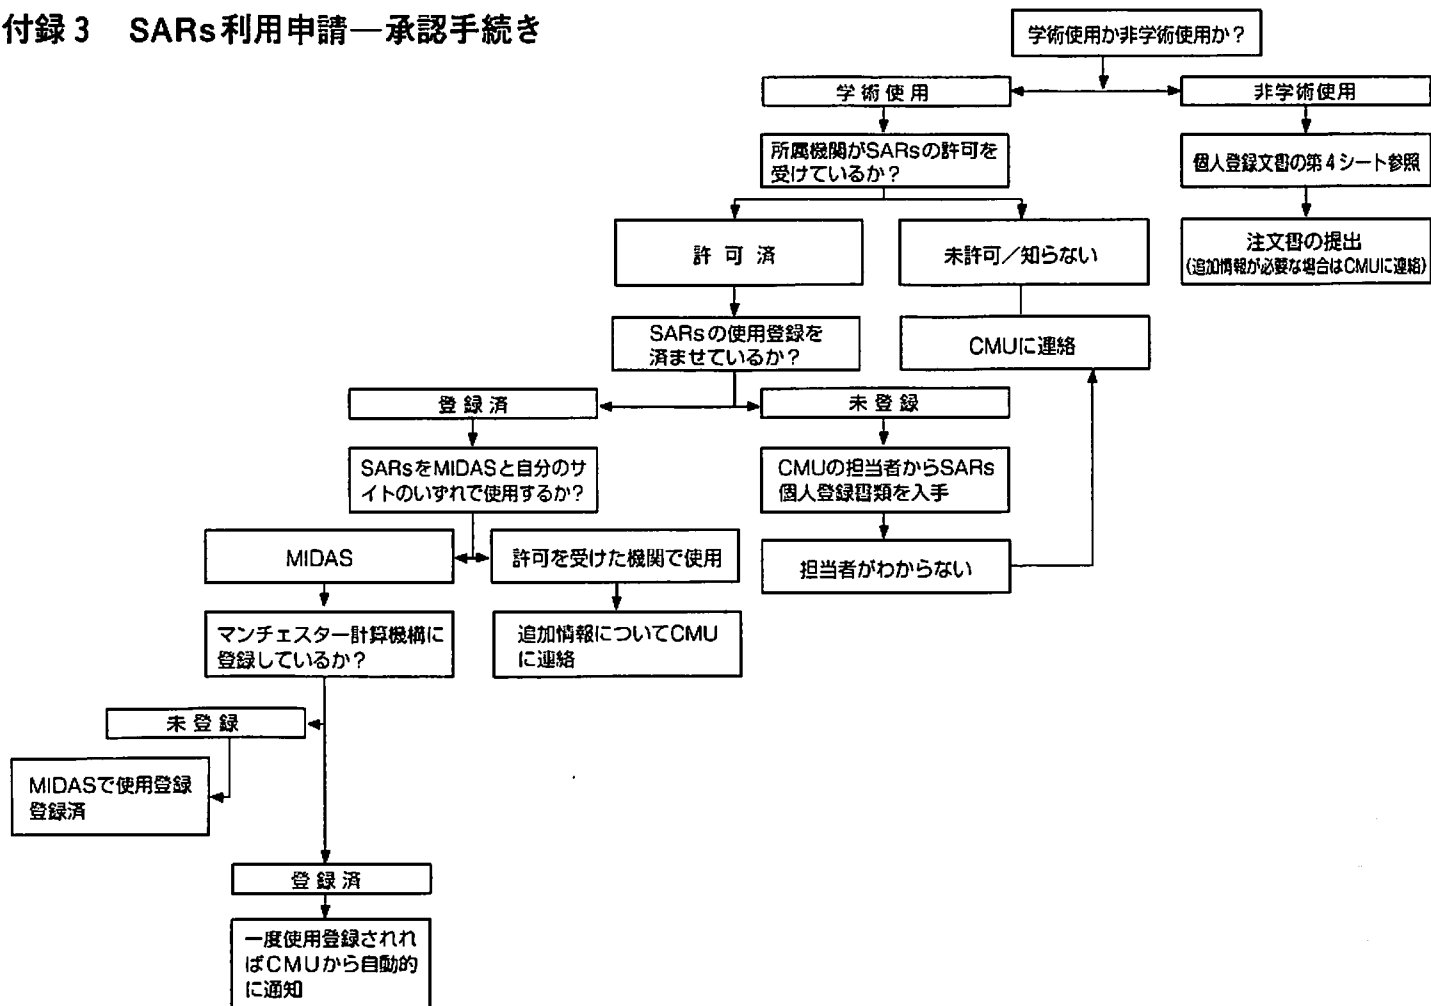 付録3 SARs利用申請―承認手続き
学術使用か非学術使用か？
学術使用
非学術使用
所属機関がSARsの許可を
受けているか？
個人登録文書の第4シート参照
許可済
未許可／知らない
注文書の提出
(追加情報が必要な場合はCMUに連絡)
SARsの使用登録を
済ませているか？
CMUに連絡
登録済
未登録
SARsをMIDASと自分のサ
イトのいずれで使用するか？
CMUの担当者からSARs
個人登録書類を入手
MIDAS
許可を受けた機関で使用
担当者がわからない
マンチェスター計算機構に
登録しているか？
追加情報についてCMU
に連絡
未登録
MIDASで使用登録
登録済
登録済
一度使用登録されれ
ばCMUから自動的
に通知